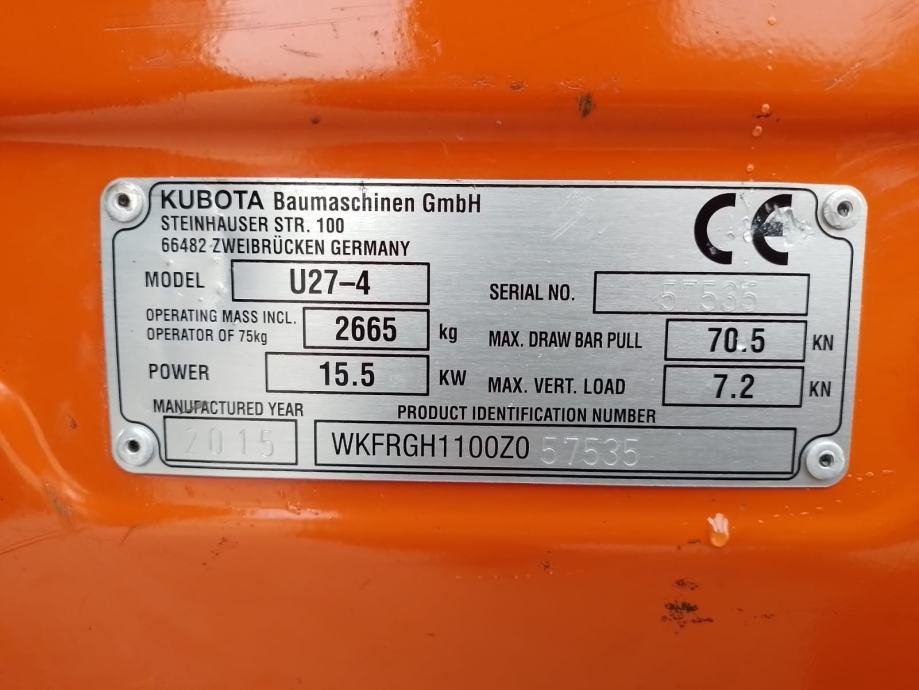 KUBOTA Baumaschinen GmbH
STEINHAUSER STR. 100
66482 ZWEIBRÜCKEN GERMANY
CE
MODEL U27-4
SERIAL NO. 57535
OPERATING MASS INCL.
OPERATOR OF 75kg 2665 kg
MAX. DRAW BAR PULL 70.5 KN
POWER 15.5 KW
MAX. VERT. LOAD 7.2 KN
MANUFACTURED YEAR
PRODUCT IDENTIFICATION NUMBER
2015
WKFRGH1100Z057535